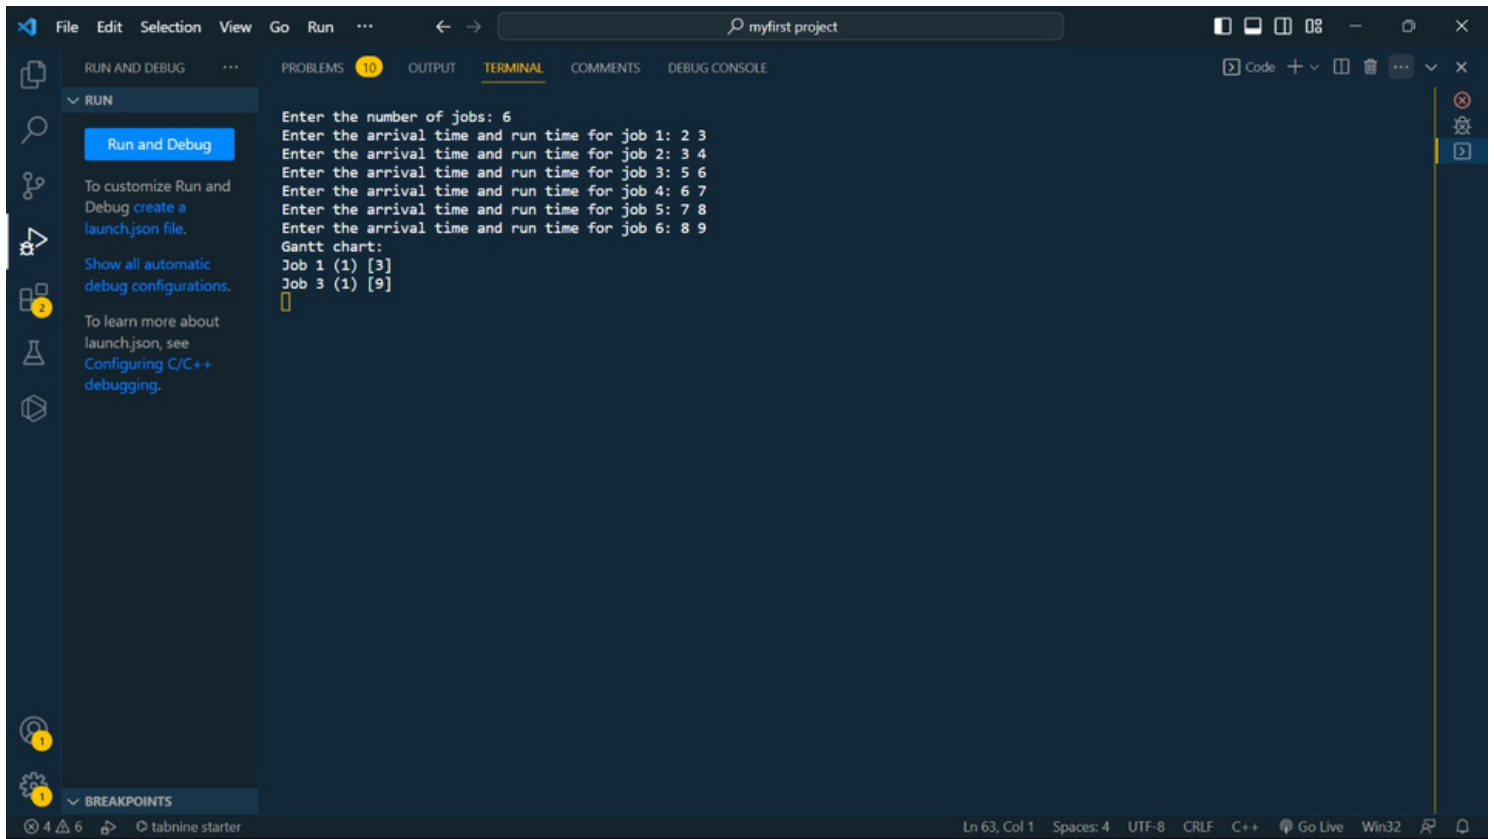 File Edit Selection View Go Run ··· myfirst project
RUN AND DEBUG ···
PROBLEMS 10 OUTPUT TERMINAL COMMENTS DEBUG CONSOLE
Code
RUN
Run and Debug
To customize Run and
Debug create a
launch.json file.
Show all automatic
debug configurations.
To learn more about
launch.json, see
Configuring C/C++
debugging.
Enter the number of jobs: 6
Enter the arrival time and run time for job 1: 2 3
Enter the arrival time and run time for job 2: 3 4
Enter the arrival time and run time for job 3: 5 6
Enter the arrival time and run time for job 4: 6 7
Enter the arrival time and run time for job 5: 7 8
Enter the arrival time and run time for job 6: 8 9
Gantt chart:
Job 1 (1) [3]
Job 3 (1) [9]
2
1
1
BREAKPOINTS
4 6 tabnine starter
Ln 63, Col 1 Spaces: 4 UTF-8 CRLF C++ Go Live Win32